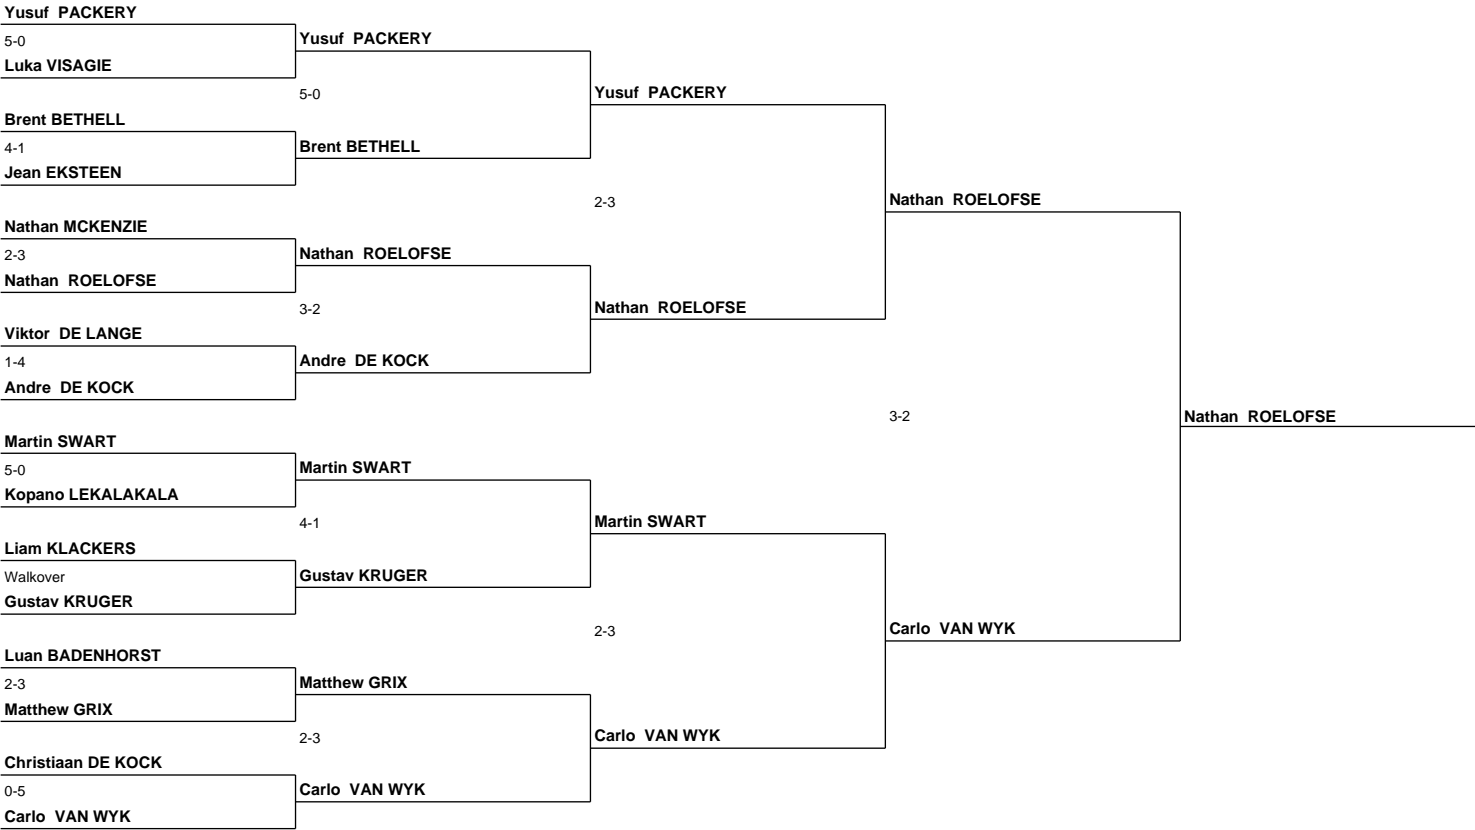 Yusuf PACKERY
5-0
Luka VISAGIE
Brent BETHELL
4-1
Jean EKSTEEN
Nathan MCKENZIE
2-3
Nathan ROELOFSE
Viktor DE LANGE
1-4
Andre DE KOCK
Martin SWART
5-0
Kopano LEKALAKALA
Liam KLACKERS
Walkover
Gustav KRUGER
Luan BADENHORST
2-3
Matthew GRIX
Christiaan DE KOCK
0-5
Carlo VAN WYK
Yusuf PACKERY
5-0
Brent BETHELL
Nathan ROELOFSE
3-2
Andre DE KOCK
Martin SWART
4-1
Gustav KRUGER
Matthew GRIX
2-3
Carlo VAN WYK
Yusuf PACKERY
2-3
Nathan ROELOFSE
Martin SWART
2-3
Carlo VAN WYK
Nathan ROELOFSE
3-2
Carlo VAN WYK
Nathan ROELOFSE